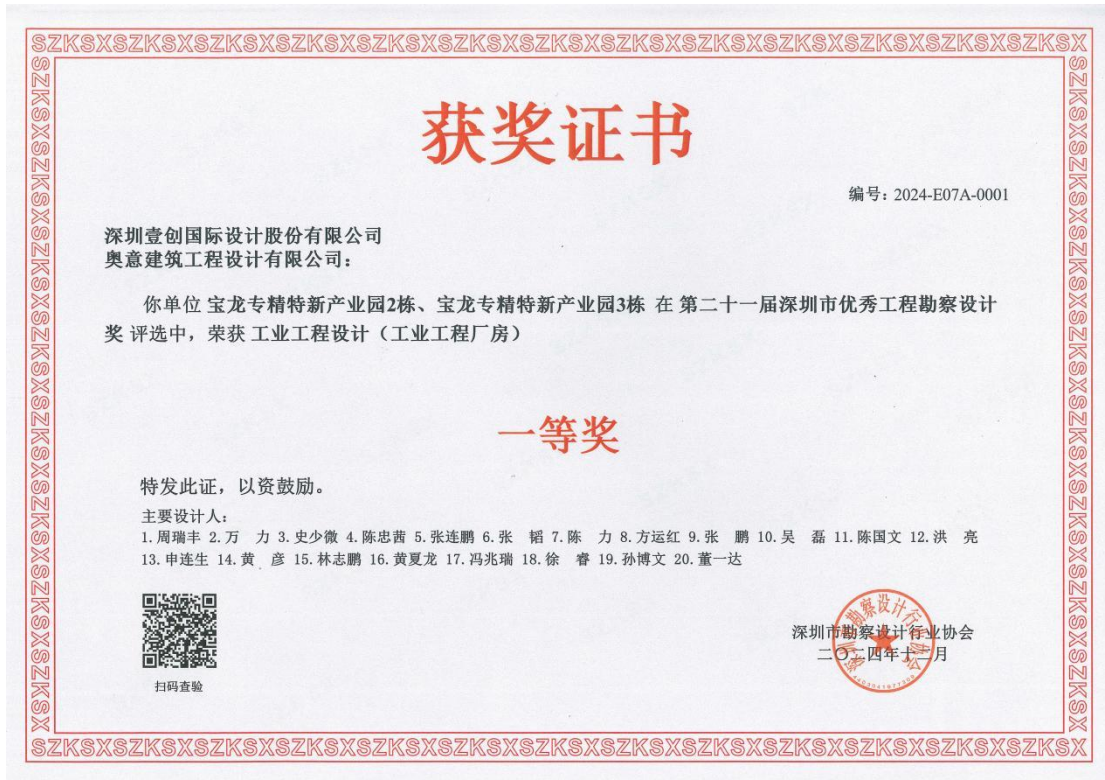 SZKSXSZKSXSZKSXSZKSXSZKSXSZKSXSZKSXSZKSXSZKSXSZKSXSZKSX
获奖证书
编号：2024-E07A-0001
深圳壹创国际设计股份有限公司
奥意建筑工程设计有限公司：
你单位 宝龙专精特新产业园2栋、宝龙专精特新产业园3栋 在 第二十一届深圳市优秀工程勘察设计
奖 评选中，荣获 工业工程设计（工业工程厂房）
一等奖
特发此证，以资鼓励。
主要设计人：
1.周瑞丰 2.万　力 3.史少微 4.陈忠茜 5.张连鹏 6.张　韬 7.陈　力 8.方运红 9.张　鹏 10.吴　磊 11.陈国文 12.洪　亮
13.申连生 14.黄　彦 15.林志鹏 16.黄夏龙 17.冯兆瑞 18.徐　睿 19.孙博文 20.董一达
深圳市勘察设计行业协会
二〇二四年十二月
扫码查验
SZKSXSZKSXSZKSXSZKSXSZKSXSZKSXSZKSXSZKSXSZKSXSZKSXSZKSX